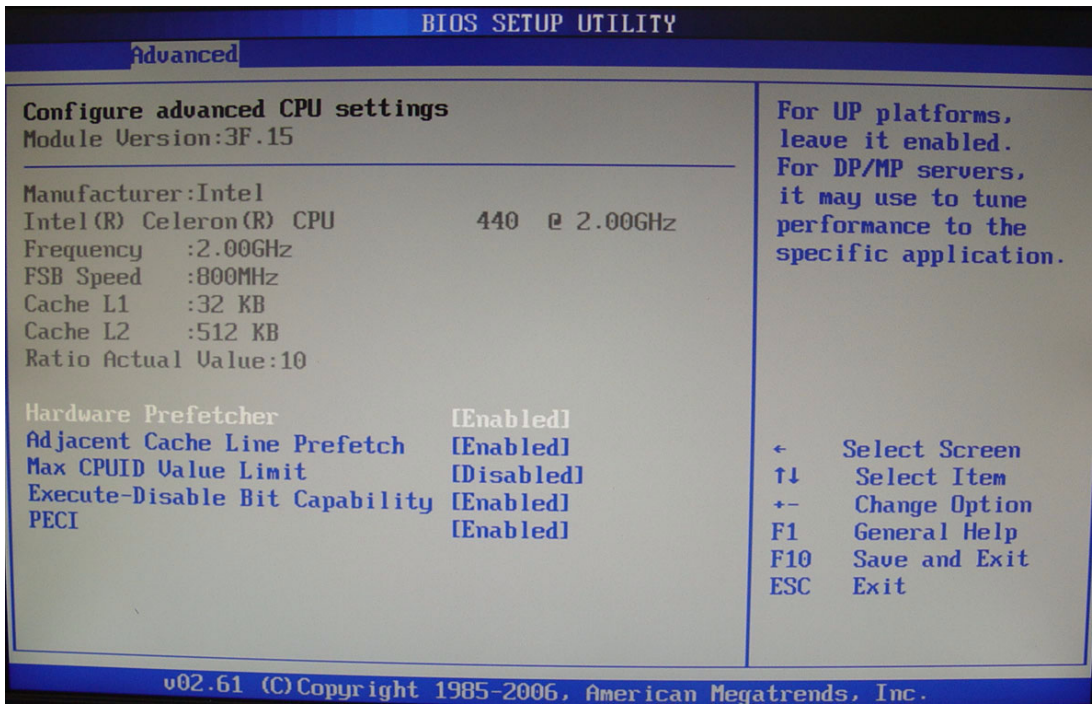 BIOS SETUP UTILITY
Advanced
Configure advanced CPU settings
Module Version:3F.15
Manufacturer:Intel
Intel(R) Celeron(R) CPU 440 @ 2.00GHz
Frequency :2.00GHz
FSB Speed :800MHz
Cache L1 :32 KB
Cache L2 :512 KB
Ratio Actual Value:10
Hardware Prefetcher [Enabled]
Adjacent Cache Line Prefetch [Enabled]
Max CPUID Value Limit [Disabled]
Execute-Disable Bit Capability [Enabled]
PECI [Enabled]
For UP platforms,
leave it enabled.
For DP/MP servers,
it may use to tune
performance to the
specific application.
← Select Screen
↑↓ Select Item
+- Change Option
F1 General Help
F10 Save and Exit
ESC Exit
v02.61 (C)Copyright 1985-2006, American Megatrends, Inc.